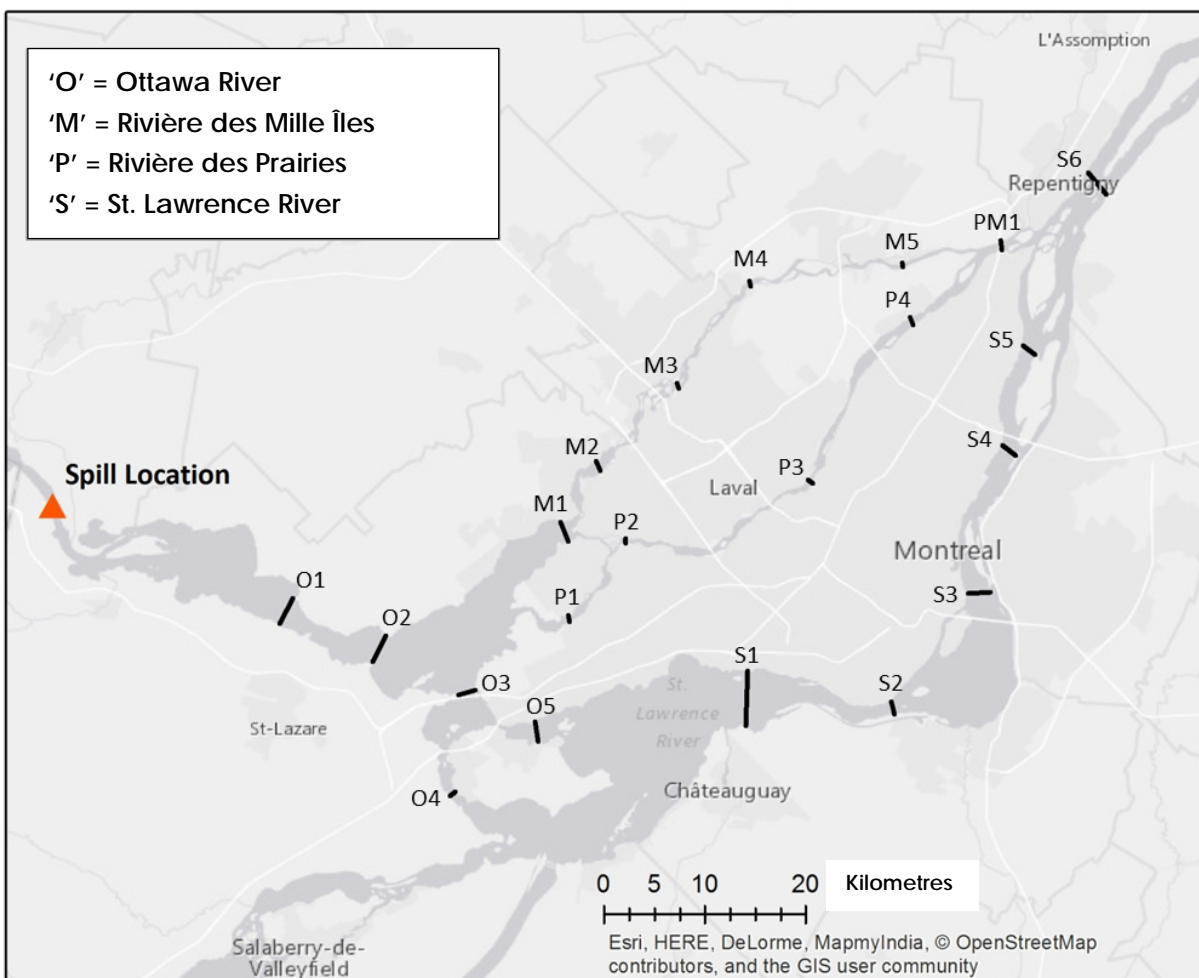 L'Assomption
'O' = Ottawa River
'M' = Rivière des Mille Îles
'P' = Rivière des Prairies
'S' = St. Lawrence River
S6
Repentigny
PM1
M5
M4
P4
S5
M3
S4
M2
P3
Spill Location
Laval
M1
P2
Montreal
O1
P1
S3
O2
S1
O3
St.
S2
O5
Lawrence
St-Lazare
River
Châteauguay
O4
0 5 10 20 Kilometres
Salaberry-de-
Valleyfield
Esri, HERE, DeLorme, MapmyIndia, © OpenStreetMap
contributors, and the GIS user community